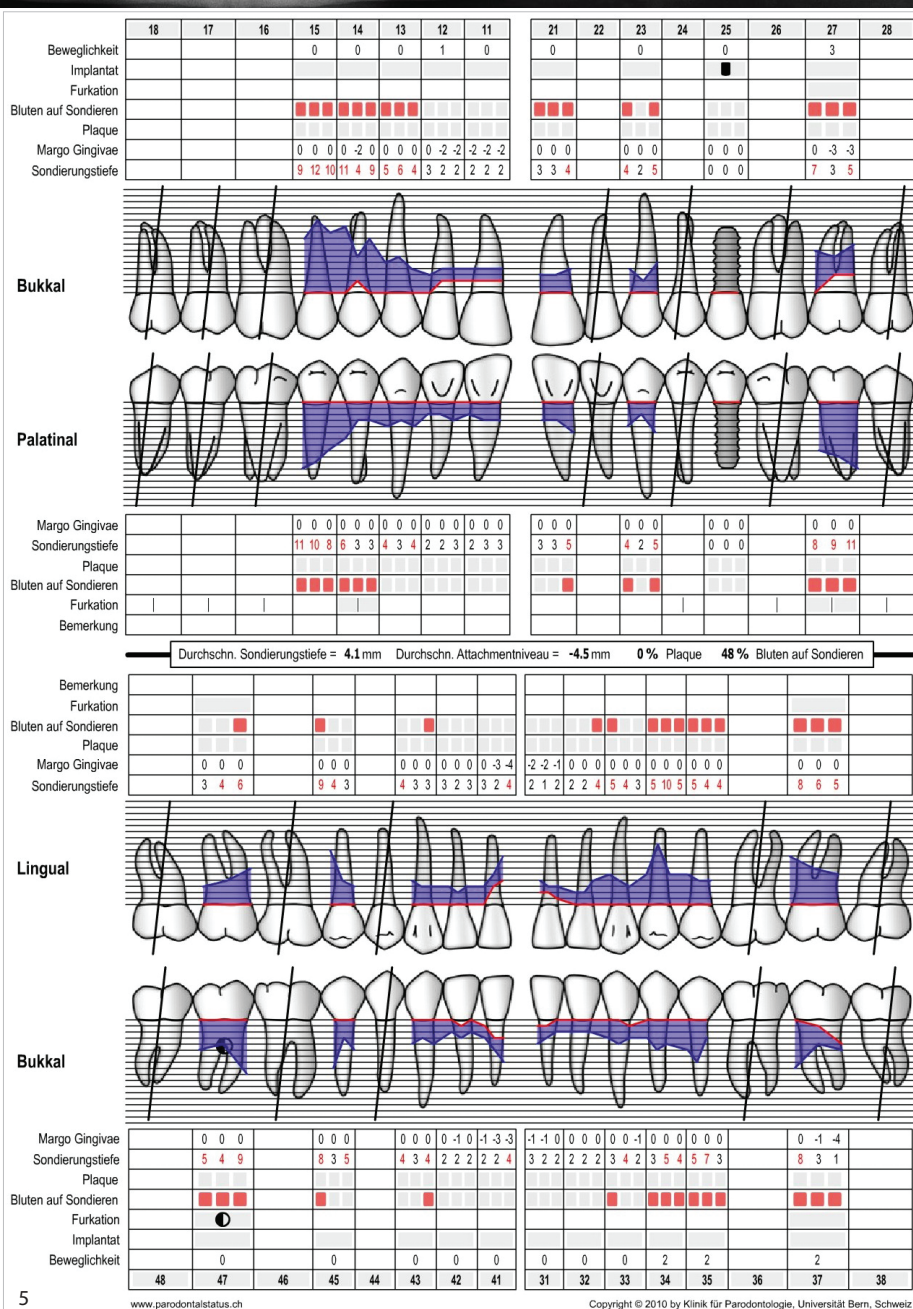 18 17 16 15 14 13 12 11 21 22 23 24 25 26 27 28
Beweglichkeit 0 0 0 1 0 0 0 0 3
Implantat
Furkation
Bluten auf Sondieren
Plaque
Margo Gingivae 0 0 0 0 -2 0 0 0 0 0 -2 -2 -2 -2 -2 0 0 0 0 0 0 0 0 0 0 -3 -3
Sondierungstiefe 9 12 10 11 4 9 5 6 4 3 2 2 2 2 2 3 3 4 4 2 5 0 0 0 7 3 5
Bukkal
Palatinal
Margo Gingivae 0 0 0 0 0 0 0 0 0 0 0 0 0 0 0 0 0 0 0 0 0 0 0 0 0 0 0
Sondierungstiefe 11 10 8 6 3 3 4 3 4 2 2 3 2 3 3 3 3 5 4 2 5 0 0 0 8 9 11
Plaque
Bluten auf Sondieren
Furkation
Bemerkung
Durchschn. Sondierungstiefe = 4.1 mm Durchschn. Attachmentniveau = -4.5 mm 0 % Plaque 48 % Bluten auf Sondieren
Bemerkung
Furkation
Bluten auf Sondieren
Plaque
Margo Gingivae 0 0 0 0 0 0 0 0 0 0 0 0 0 -3 -4 -2 -2 -1 0 0 0 0 0 0 0 0 0 0 0 0 0 0 0
Sondierungstiefe 3 4 6 9 4 3 4 3 3 3 2 3 3 2 4 2 1 2 2 2 4 5 4 3 5 10 5 5 4 4 8 6 5
Lingual
Bukkal
Margo Gingivae 0 0 0 0 0 0 0 0 0 0 -1 0 -1 -3 -3 -1 -1 0 0 0 0 0 0 -1 0 0 0 0 0 0 0 -1 -4
Sondierungstiefe 5 4 9 8 3 5 4 3 4 2 2 2 2 2 4 3 2 2 2 2 2 3 4 2 3 5 4 5 7 3 8 3 1
Plaque
Bluten auf Sondieren
Furkation
Implantat
Beweglichkeit 0 0 0 0 0 0 0 0 2 2 2
48 47 46 45 44 43 42 41 31 32 33 34 35 36 37 38
5
www.parodontalstatus.ch Copyright © 2010 by Klinik für Parodontologie, Universität Bern, Schweiz